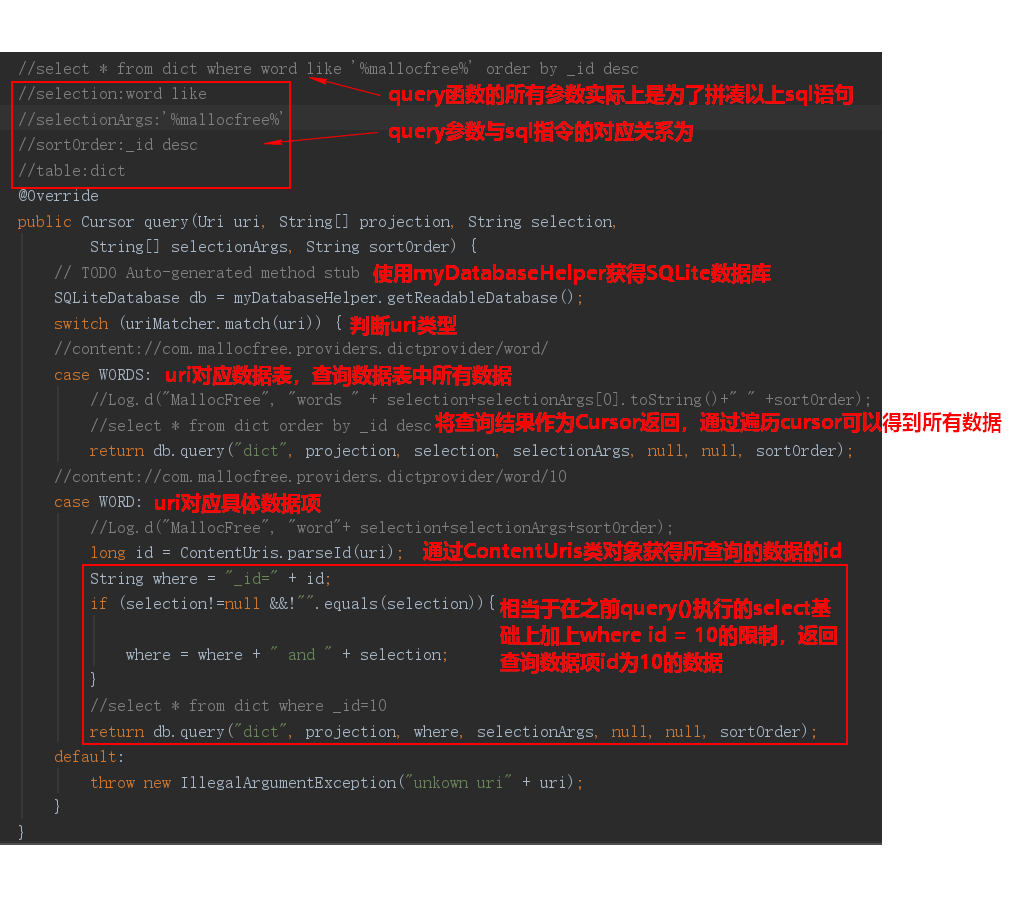 //select * from dict where word like '%mallocfree%' order by _id desc
//selection:word like
query函数的所有参数实际上是为了拼凑以上sql语句
//selectionArgs:'%mallocfree%'
query参数与sql指令的对应关系为
//sortOrder:_id desc
//table:dict
@Override
public Cursor query(Uri uri, String[] projection, String selection,
String[] selectionArgs, String sortOrder) {
// TODO Auto-generated method stub 使用myDatabaseHelper获得SQLite数据库
SQLiteDatabase db = myDatabaseHelper.getReadableDatabase();
switch (uriMatcher.match(uri)) { 判断uri类型
//content://com.mallocfree.providers.dictprovider/word/
case WORDS: uri对应数据表，查询数据表中所有数据
//Log.d("MallocFree", "words " + selection+selectionArgs[0].toString()+" " +sortOrder);
//select * from dict order by _id desc 将查询结果作为Cursor返回，通过遍历cursor可以得到所有数据
return db.query("dict", projection, selection, selectionArgs, null, null, sortOrder);
//content://com.mallocfree.providers.dictprovider/word/10
case WORD: uri对应具体数据项
//Log.d("MallocFree", "word"+ selection+selectionArgs+sortOrder);
long id = ContentUris.parseId(uri); 通过ContentUris类对象获得所查询的数据的id
String where = "_id=" + id;
if (selection!=null &&!"".equals(selection)){
相当于在之前query()执行的select基
础上加上where id = 10的限制，返回
查询数据项id为10的数据
where = where + " and " + selection;
}
//select * from dict where _id=10
return db.query("dict", projection, where, selectionArgs, null, null, sortOrder);
default:
throw new IllegalArgumentException("unkown uri" + uri);
}
}